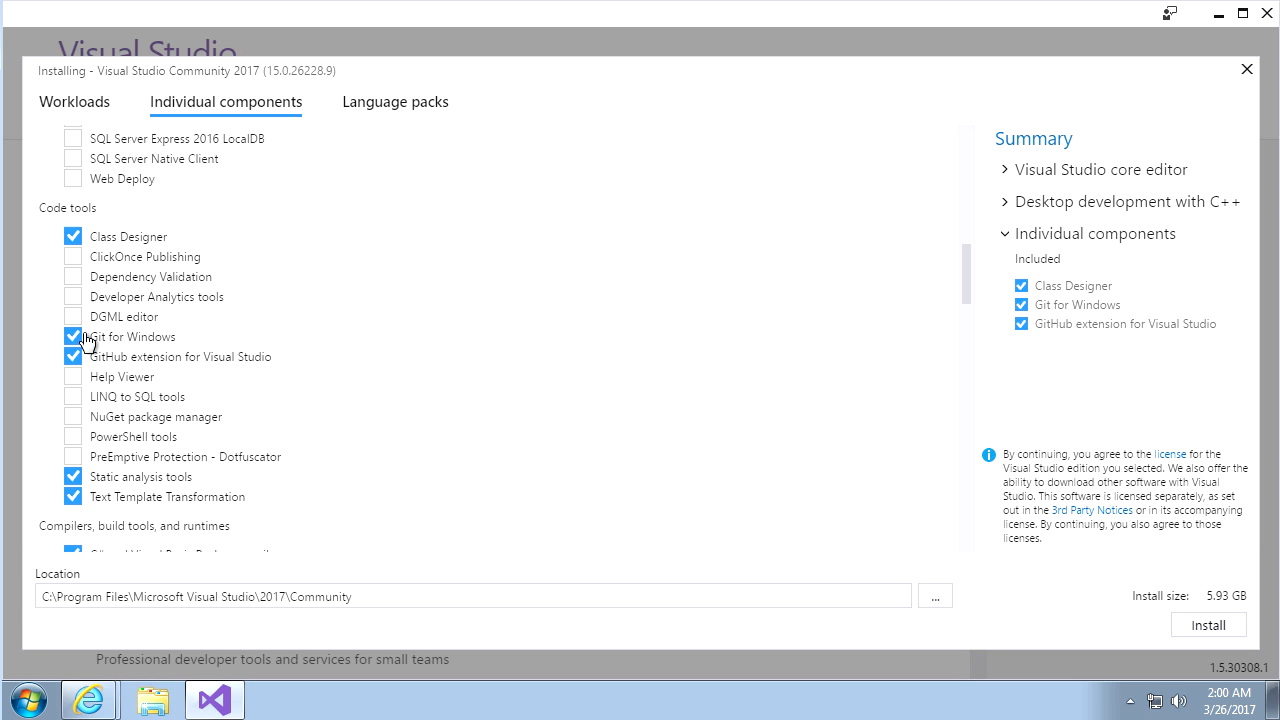 Visual Studio
Installing - Visual Studio Community 2017 (15.0.26228.9)
Workloads
Individual components
Language packs
SQL Server Express 2016 LocalDB
SQL Server Native Client
Web Deploy
Code tools
Class Designer
ClickOnce Publishing
Dependency Validation
Developer Analytics tools
DGML editor
Git for Windows
GitHub extension for Visual Studio
Help Viewer
LINQ to SQL tools
NuGet package manager
PowerShell tools
PreEmptive Protection - Dotfuscator
Static analysis tools
Text Template Transformation
Compilers, build tools, and runtimes
Summary
Visual Studio core editor
Desktop development with C++
Individual components
Included
Class Designer
Git for Windows
GitHub extension for Visual Studio
By continuing, you agree to the license for the
Visual Studio edition you selected. We also offer the
ability to download other software with Visual
Studio. This software is licensed separately, as set
out in the 3rd Party Notices or in its accompanying
license. By continuing, you also agree to those
licenses.
Location
C:\Program Files\Microsoft Visual Studio\2017\Community
...
Install size: 5.93 GB
Install
Professional developer tools and services for small teams
1.5.30308.1
2:00 AM
3/26/2017